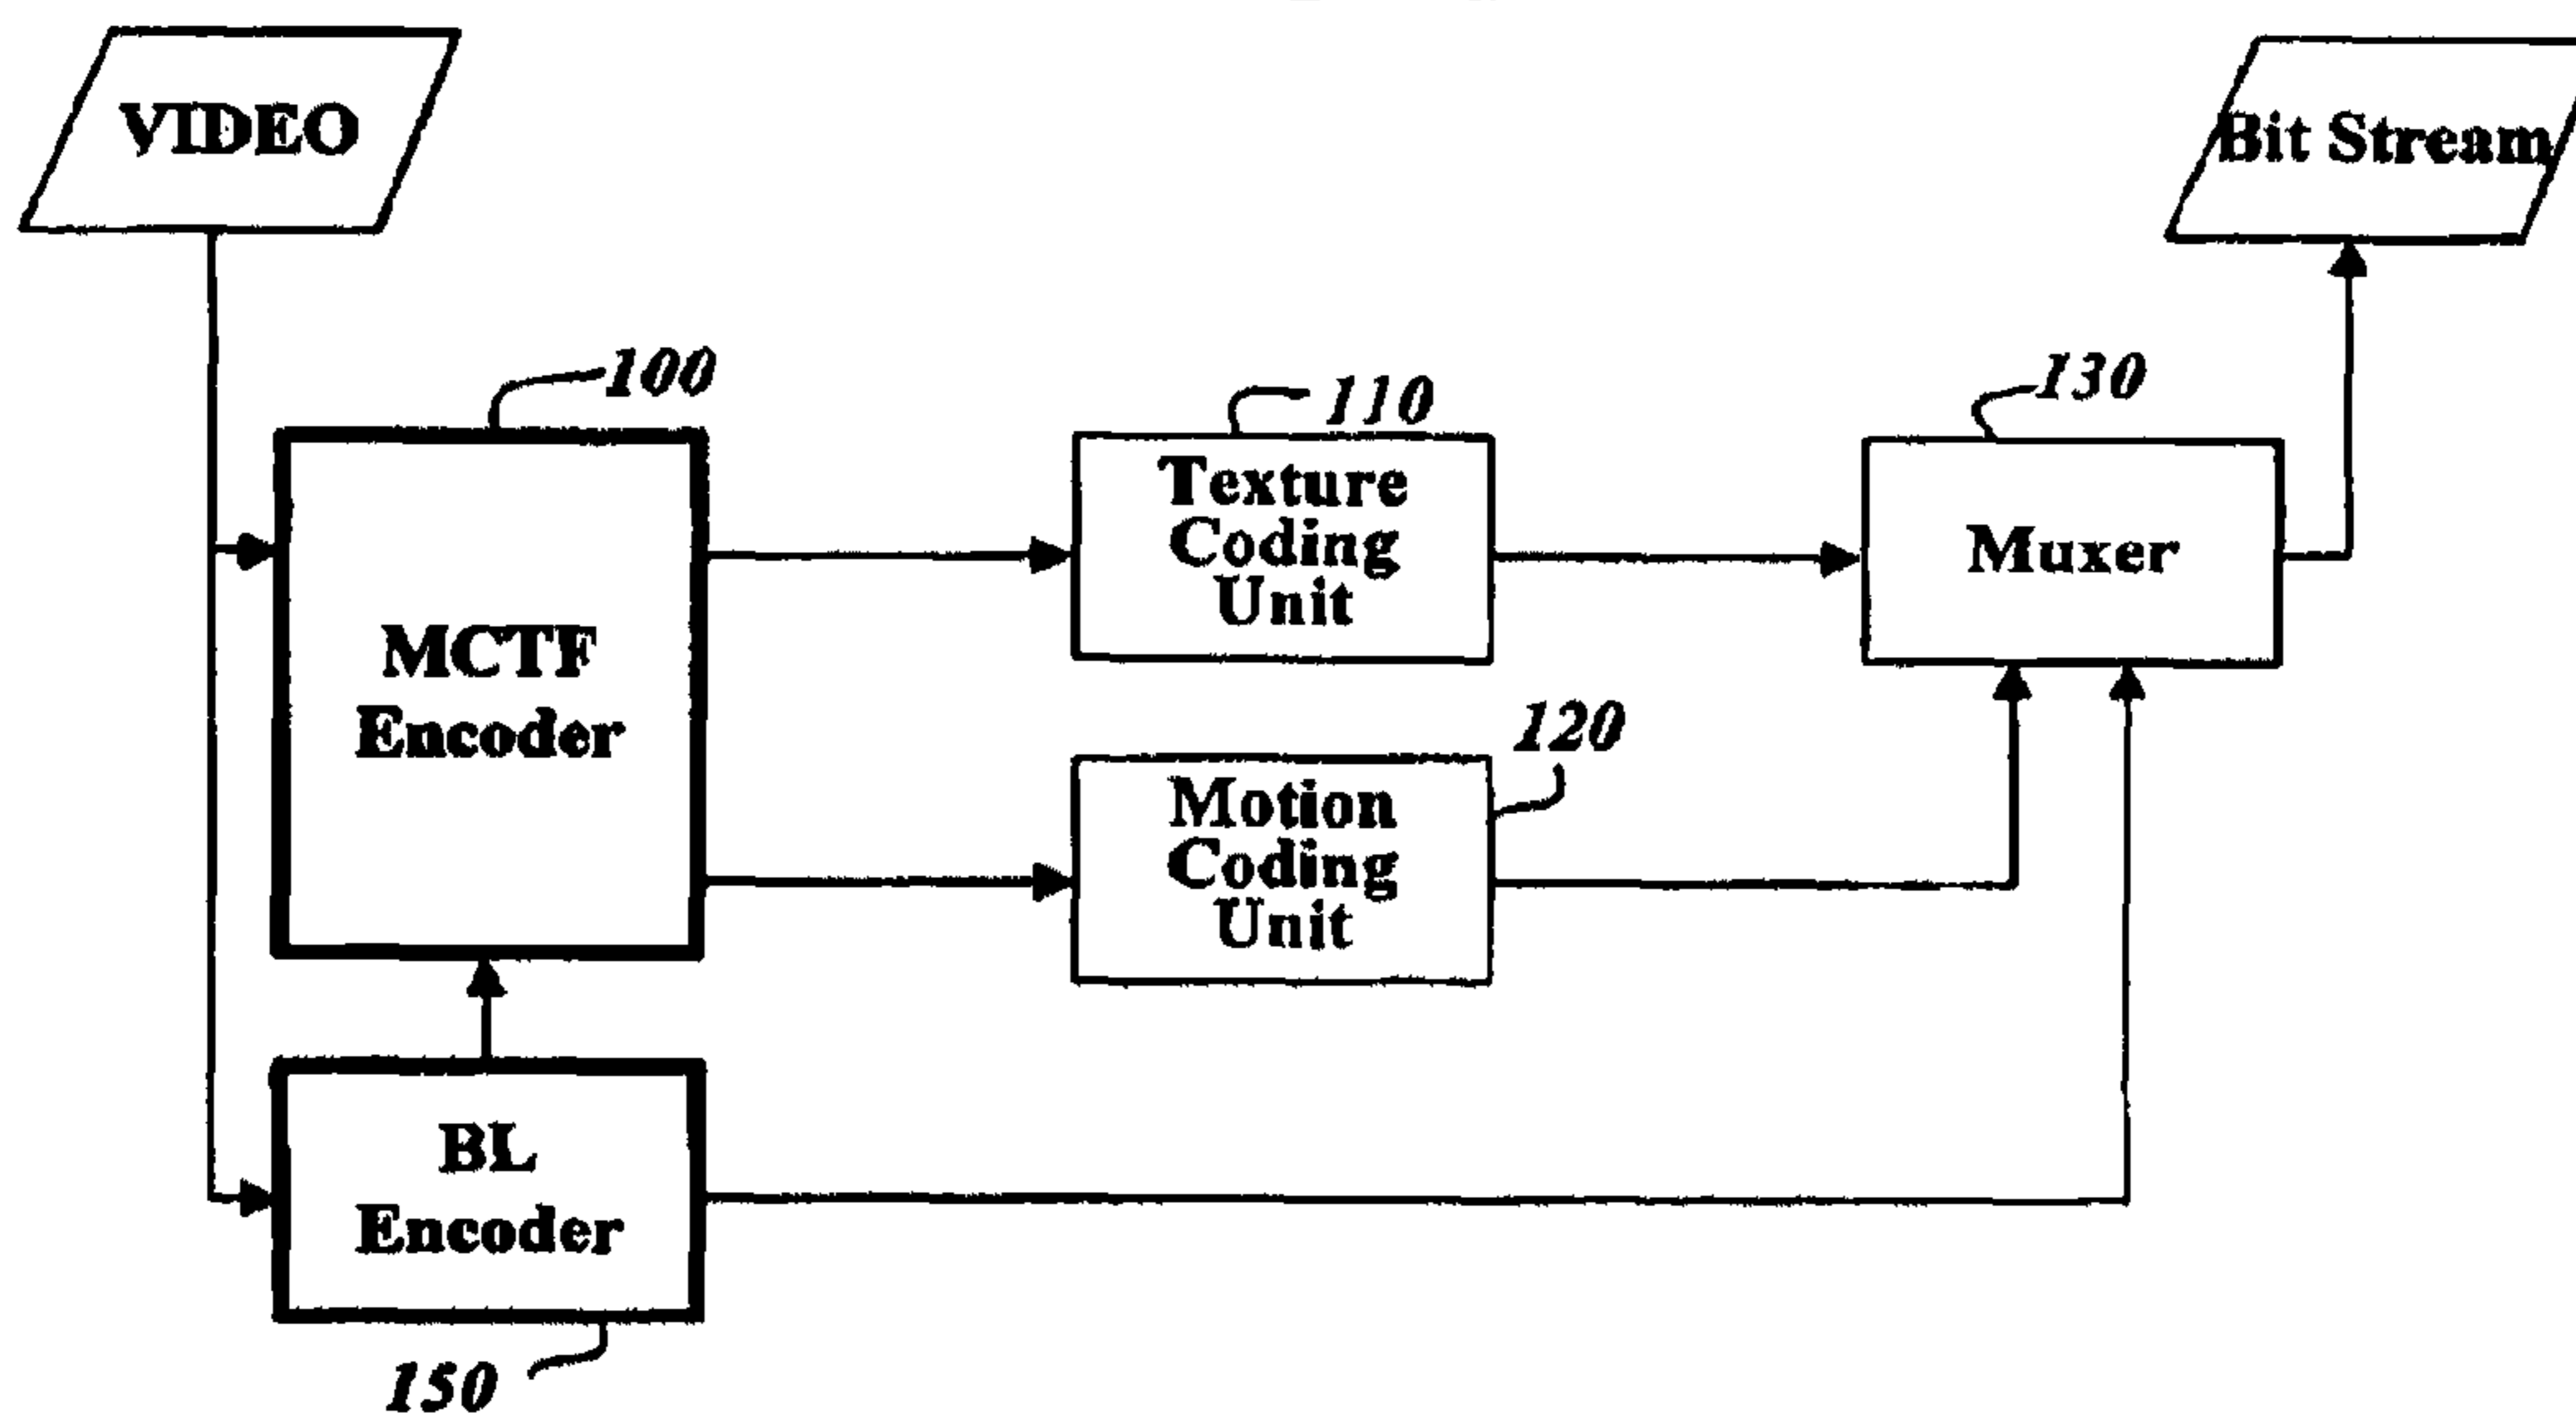 VIDEO
Bit Stream
100
110
130
Texture
Coding
Unit
Muxer
MCTF
Encoder
120
Motion
Coding
Unit
BL
Encoder
150